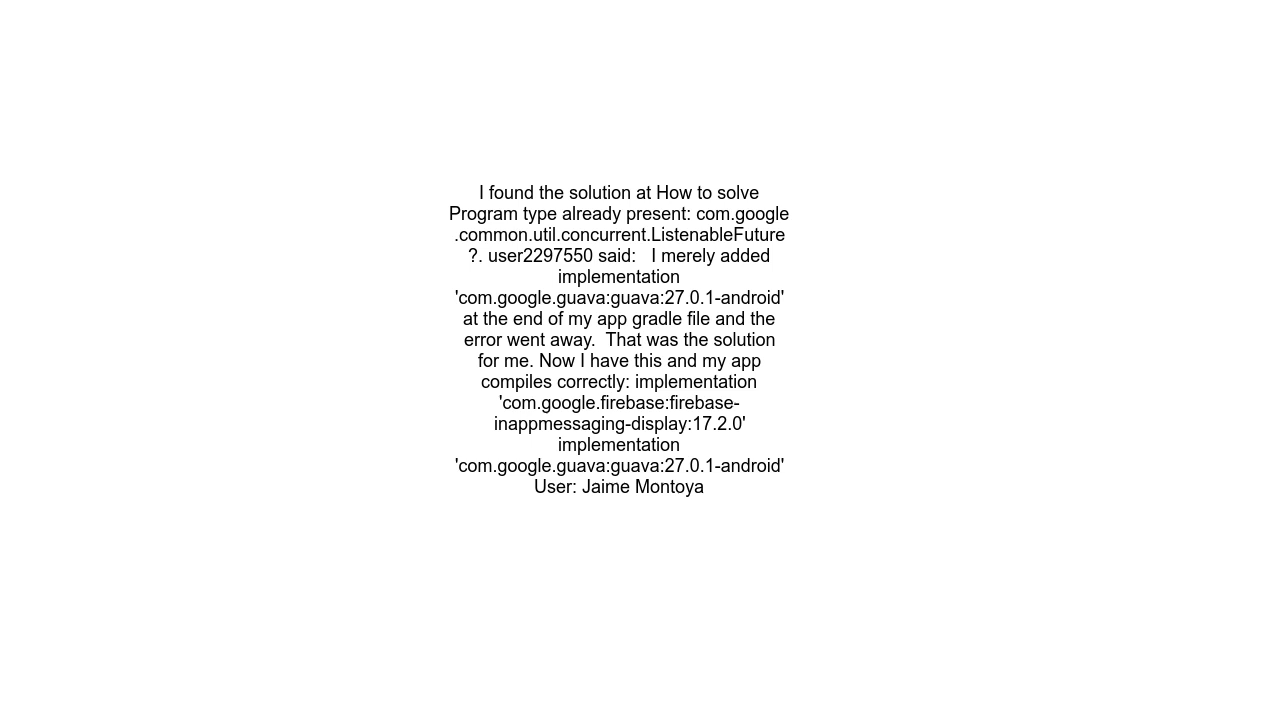 I found the solution at How to solve
Program type already present: com.google
.common.util.concurrent.ListenableFuture
?. user2297550 said:   I merely added
implementation
'com.google.guava:guava:27.0.1-android'
at the end of my app gradle file and the
error went away.  That was the solution
for me. Now I have this and my app
compiles correctly: implementation
'com.google.firebase:firebase-
inappmessaging-display:17.2.0'
implementation
'com.google.guava:guava:27.0.1-android'
User: Jaime Montoya